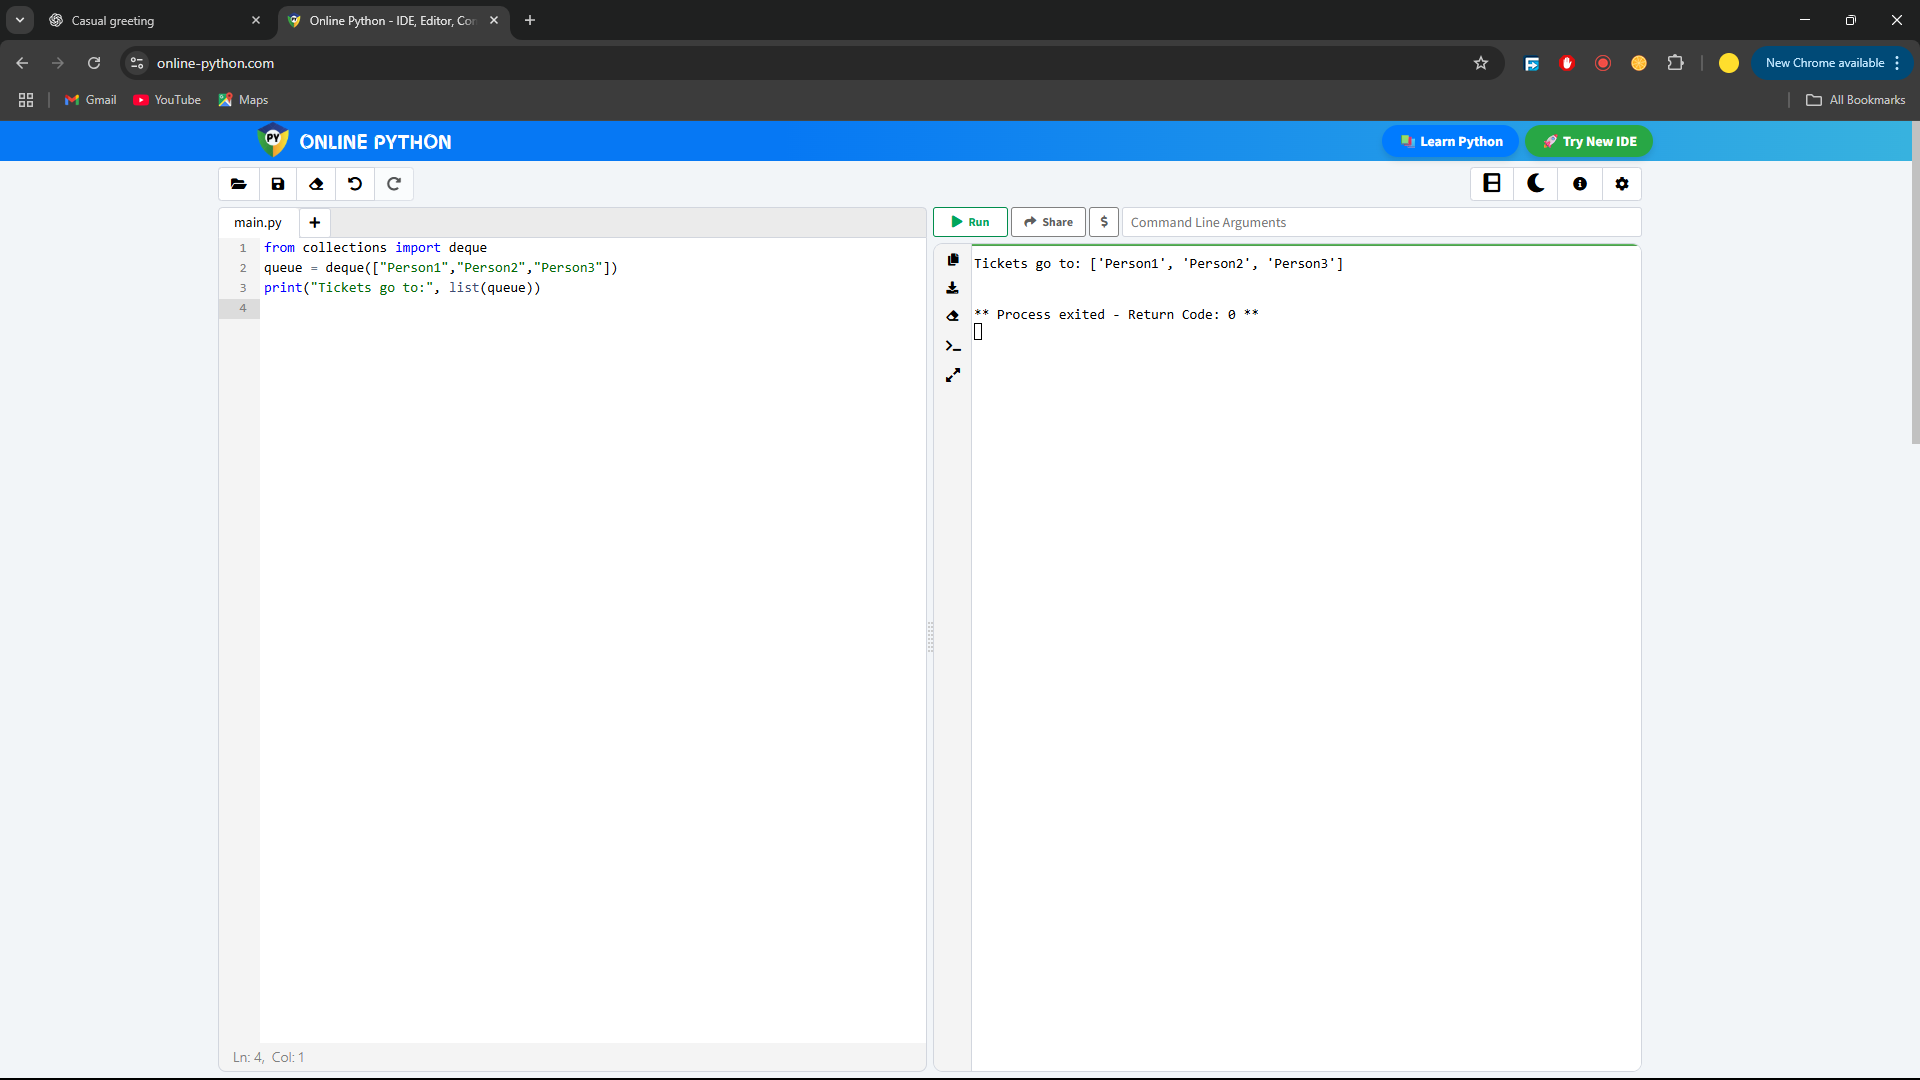 Casual greeting
Online Python - IDE, Editor, Con
online-python.com
New Chrome available
Gmail
YouTube
Maps
All Bookmarks
PY
ONLINE PYTHON
Learn Python
Try New IDE
main.py
+
Run
Share
$
Command Line Arguments
1 from collections import deque
2 queue = deque(["Person1","Person2","Person3"])
3 print("Tickets go to:", list(queue))
4
Tickets go to: ['Person1', 'Person2', 'Person3']
** Process exited - Return Code: 0 **
Ln: 4, Col: 1